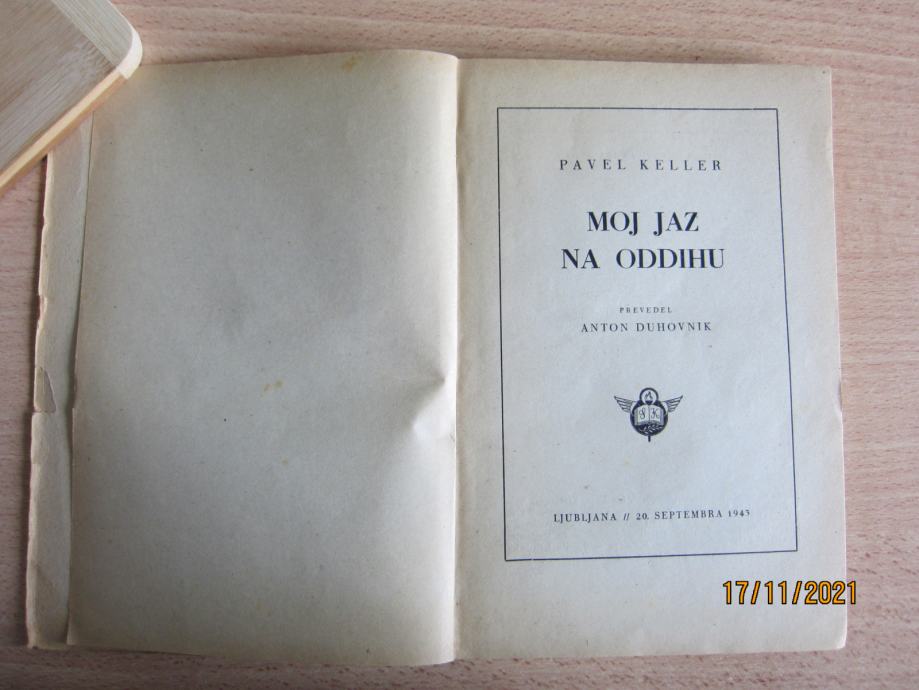 PAVEL KELLER
MOJ JAZ
NA ODDIHU
PREVEDEL
ANTON DUHOVNIK
S K
LJUBLJANA // 20. SEPTEMBRA 1943
17/11/2021